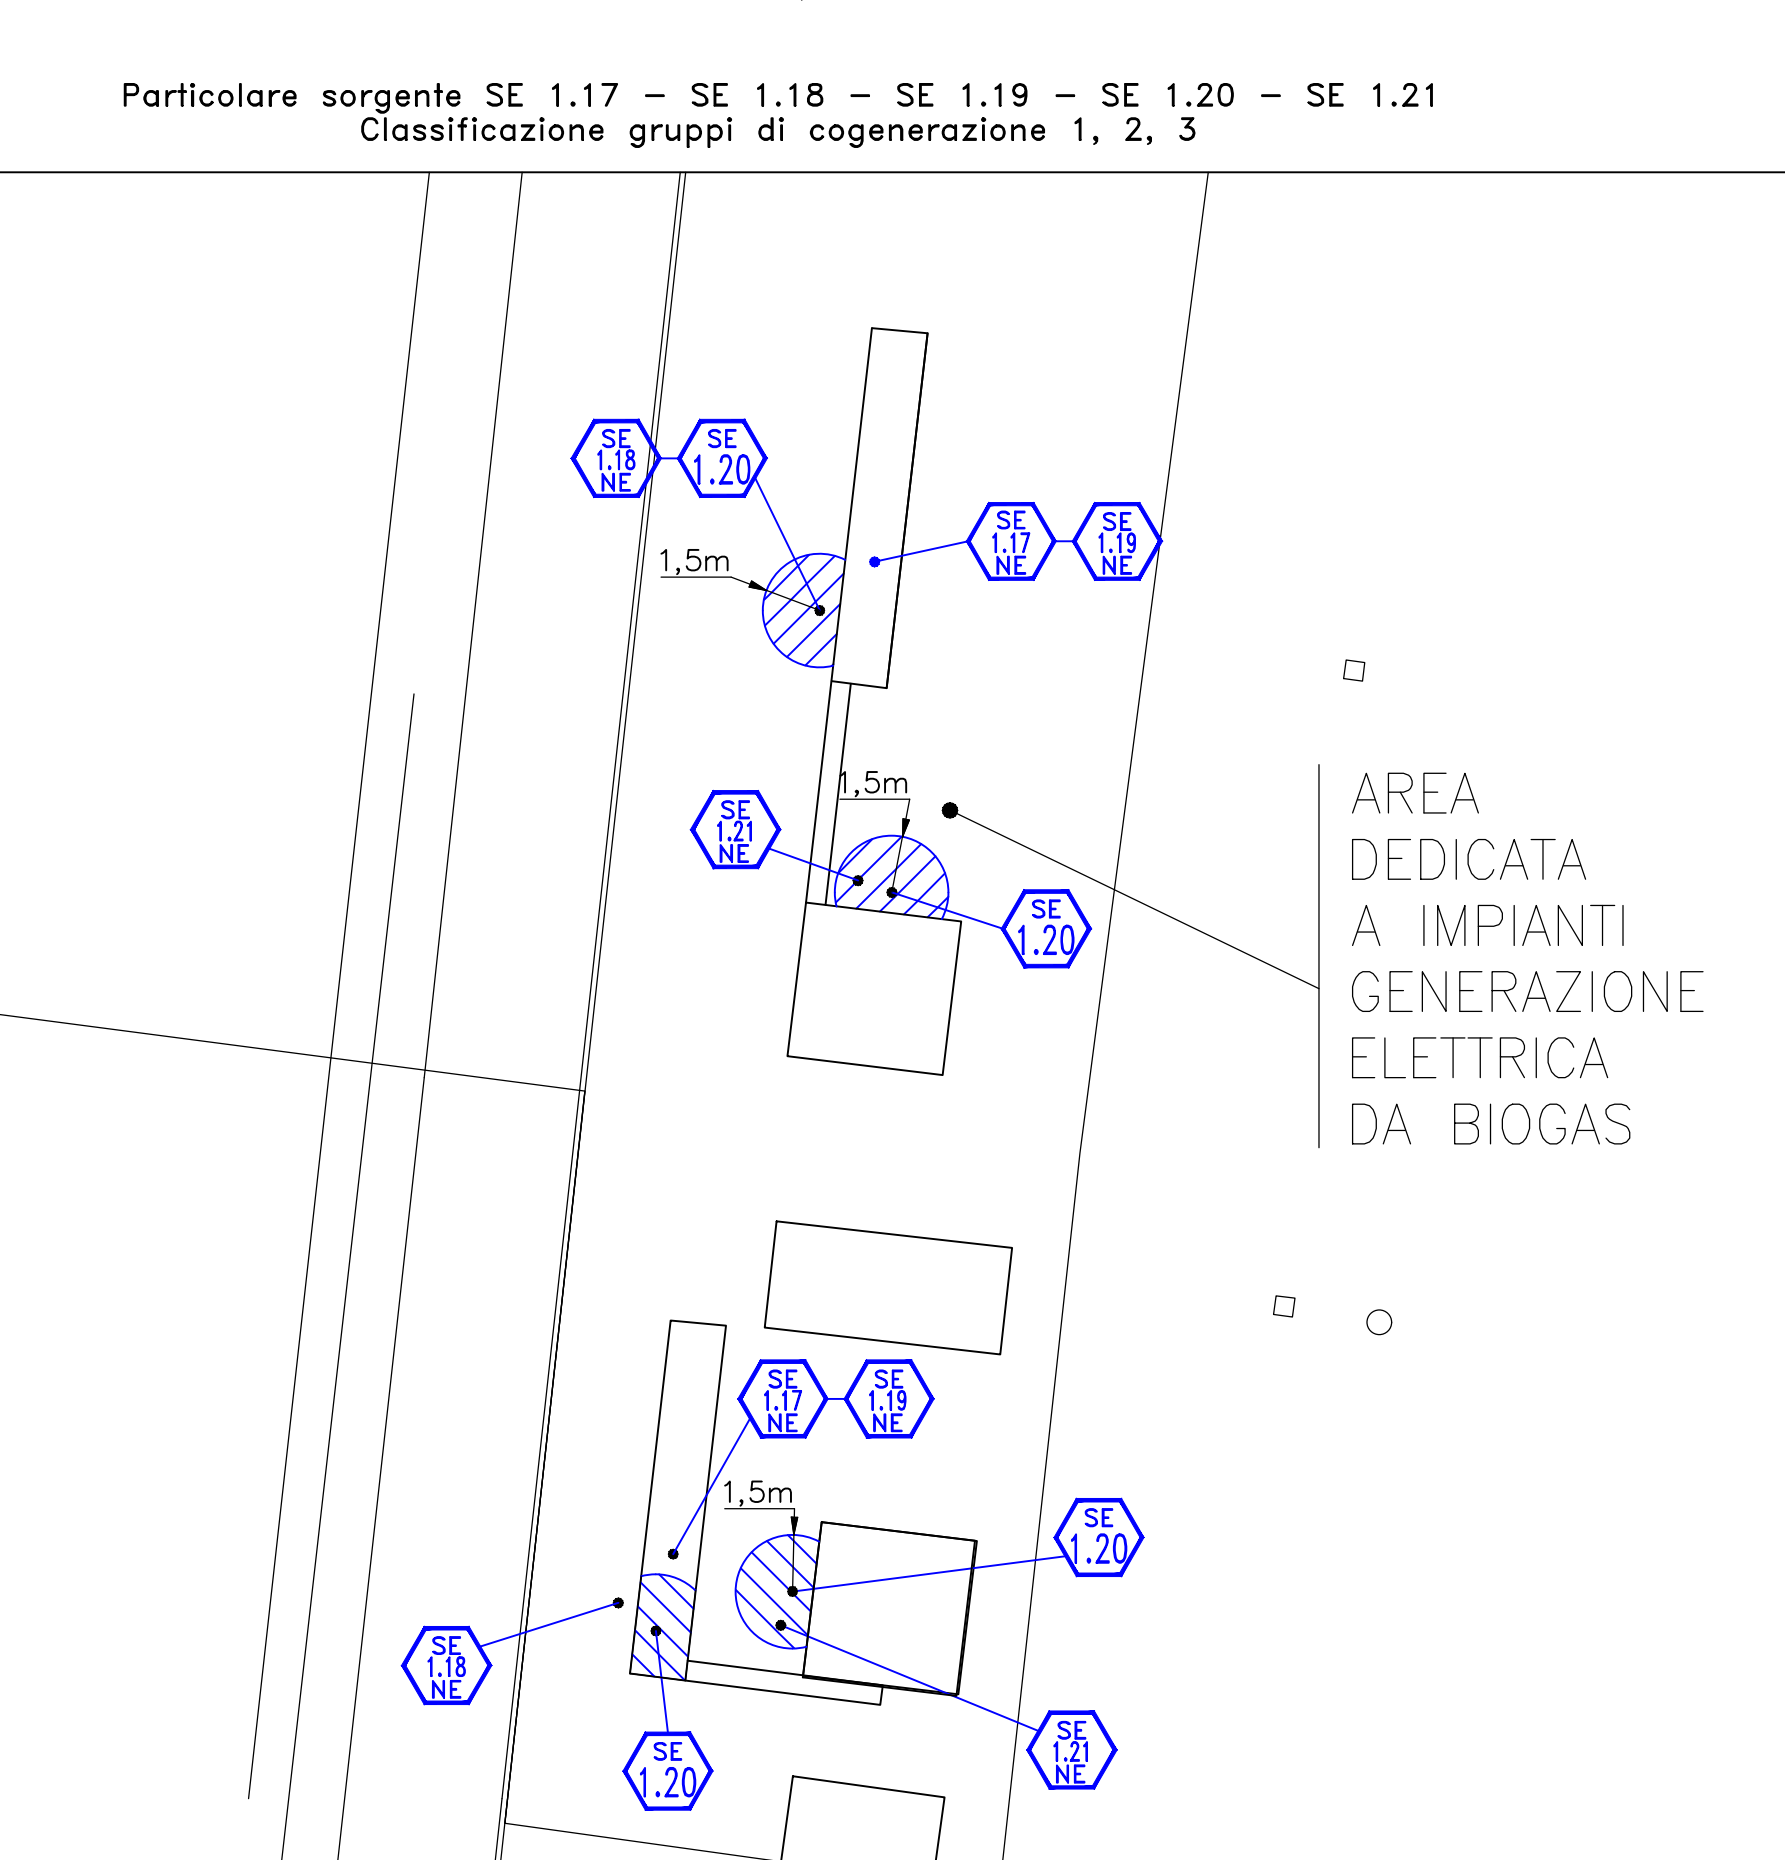 Particolare sorgente SE 1.17 – SE 1.18 – SE 1.19 – SE 1.20 – SE 1.21
Classificazione gruppi di cogenerazione 1, 2, 3
SE
1.18
NE
SE
1.20
SE
1.17
NE
SE
1.19
NE
1,5m
1,5m
SE
1.21
NE
SE
1.20
AREA
DEDICATA
A IMPIANTI
GENERAZIONE
ELETTRICA
DA BIOGAS
SE
1.17
NE
SE
1.19
NE
1,5m
SE
1.20
SE
1.18
NE
SE
1.20
SE
1.21
NE